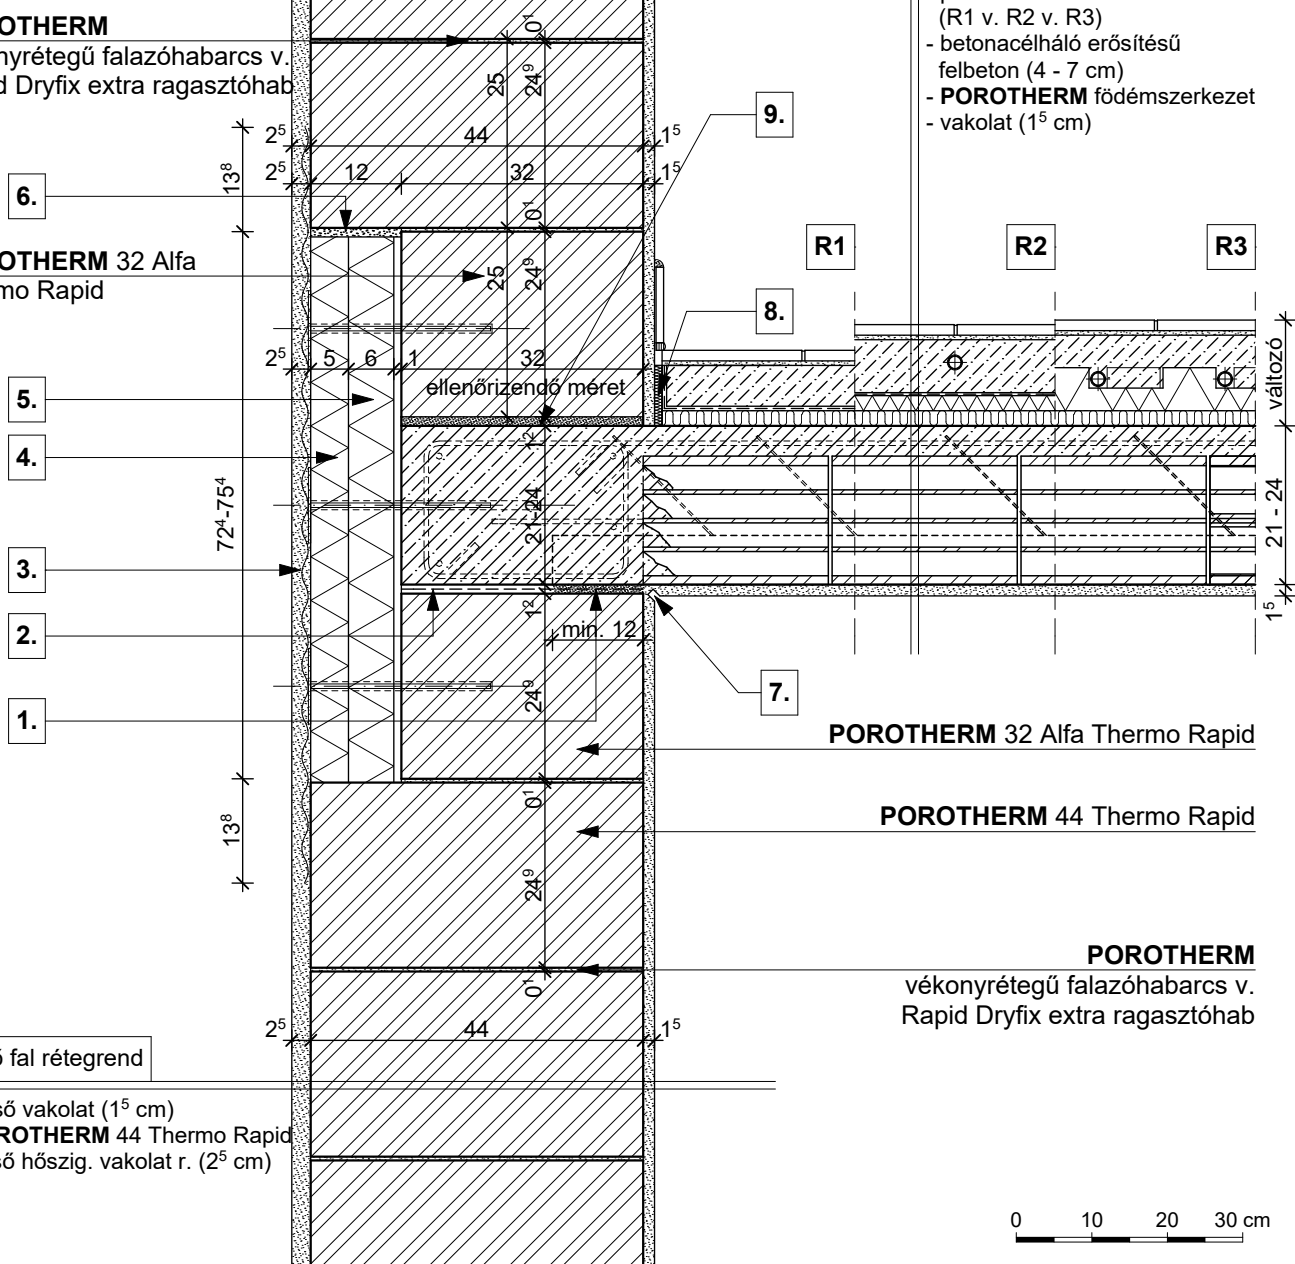 OTHERM
nyrétegű falazóhabarcs v.
d Dryfix extra ragasztóhab
(R1 v. R2 v. R3)
- betonacélháló erősítésű
felbeton (4 - 7 cm)
- POROTHERM födémszerkezet
- vakolat (1⁵ cm)
0¹
25
24⁹
9.
2⁵
44
1⁵
13⁸
2⁵
12
32
1⁵
6.
0¹
R1
R2
R3
OTHERM 32 Alfa
mo Rapid
25
24⁹
8.
2⁵
5
6
1
32
változó
5.
ellenőrizendő méret
4.
1²
72⁴-75⁴
21-24
21 - 24
3.
1²
1⁵
2.
min. 12
24⁹
7.
1.
POROTHERM 32 Alfa Thermo Rapid
0¹
13⁸
POROTHERM 44 Thermo Rapid
24⁹
POROTHERM
vékonyrétegű falazóhabarcs v.
Rapid Dryfix extra ragasztóhab
0¹
2⁵
44
1⁵
ő fal rétegrend
ső vakolat (1⁵ cm)
ROTHERM 44 Thermo Rapid
ső hőszig. vakolat r. (2⁵ cm)
0 10 20 30 cm